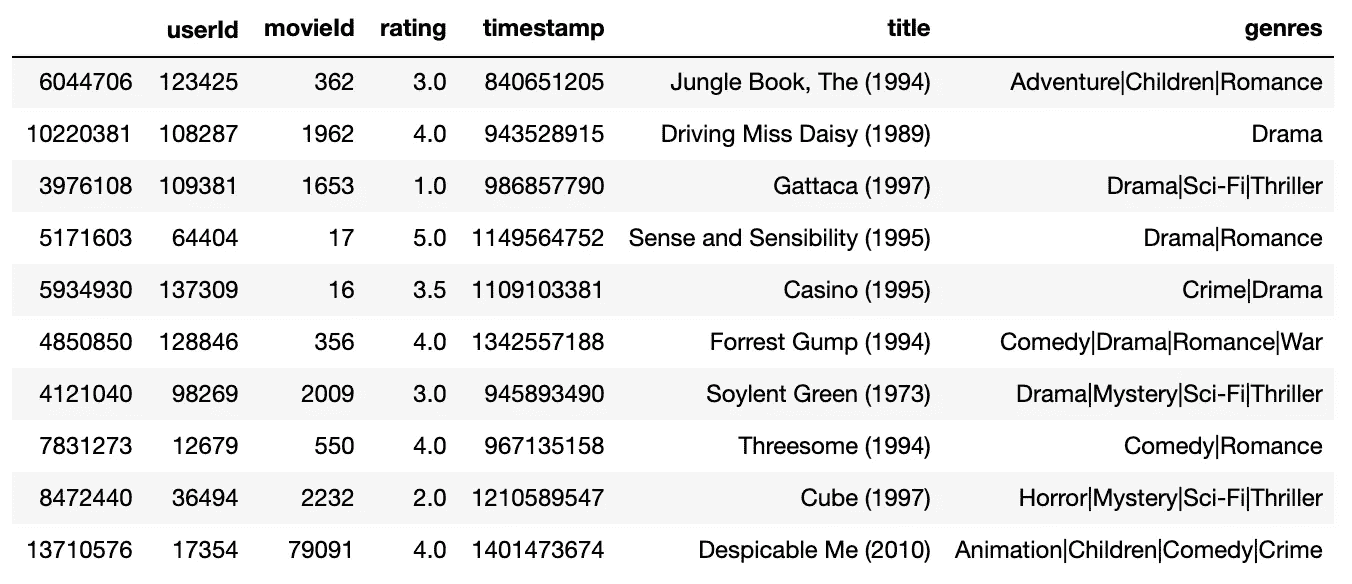 userId movieId rating timestamp title genres
6044706 123425 362 3.0 840651205 Jungle Book, The (1994) Adventure|Children|Romance
10220381 108287 1962 4.0 943528915 Driving Miss Daisy (1989) Drama
3976108 109381 1653 1.0 986857790 Gattaca (1997) Drama|Sci-Fi|Thriller
5171603 64404 17 5.0 1149564752 Sense and Sensibility (1995) Drama|Romance
5934930 137309 16 3.5 1109103381 Casino (1995) Crime|Drama
4850850 128846 356 4.0 1342557188 Forrest Gump (1994) Comedy|Drama|Romance|War
4121040 98269 2009 3.0 945893490 Soylent Green (1973) Drama|Mystery|Sci-Fi|Thriller
7831273 12679 550 4.0 967135158 Threesome (1994) Comedy|Romance
8472440 36494 2232 2.0 1210589547 Cube (1997) Horror|Mystery|Sci-Fi|Thriller
13710576 17354 79091 4.0 1401473674 Despicable Me (2010) Animation|Children|Comedy|Crime